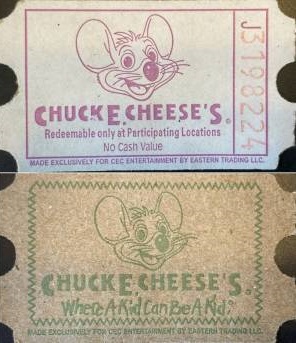 CHUCK E. CHEESE'S®
Redeemable only at Participating Locations
No Cash Value
MADE EXCLUSIVELY FOR CEC ENTERTAINMENT BY EASTERN TRADING LLC.
J3198224
CHUCK E. CHEESE'S®
Where A Kid Can Be A Kid®
MADE EXCLUSIVELY FOR CEC ENTERTAINMENT BY EASTERN TRADING LLC.